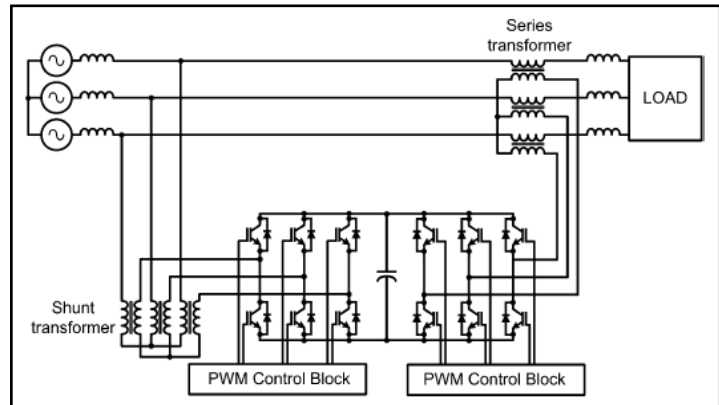 Series
transformer
LOAD
Shunt
transformer
PWM Control Block
PWM Control Block